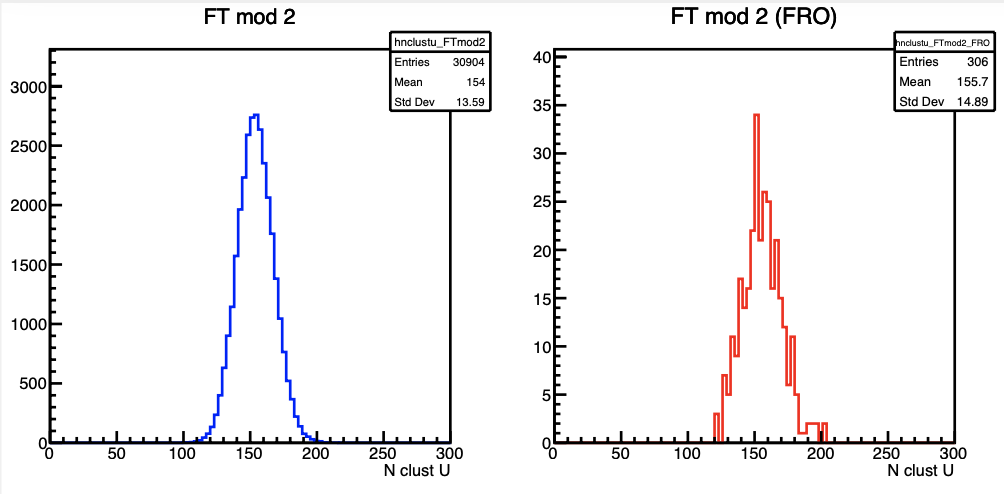 FT mod 2
hnclustu_FTmod2
Entries 30904
Mean 154
Std Dev 13.59
3000
2500
2000
1500
1000
500
0
0 50 100 150 200 250 300
N clust U
FT mod 2 (FRO)
hnclustu_FTmod2_FRO
Entries 306
Mean 155.7
Std Dev 14.89
40
35
30
25
20
15
10
5
0
0 50 100 150 200 250 300
N clust U